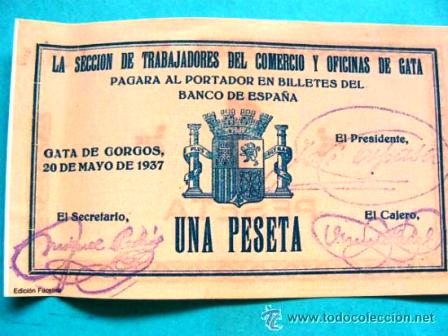 LA SECCION DE TRABAJADORES DEL COMERCIO Y OFICINAS DE GATA
PAGARA AL PORTADOR EN BILLETES DEL
BANCO DE ESPAÑA
GATA DE GORGOS,
20 DE MAYO DE 1937
El Presidente,
El Secretario,
El Cajero,
UNA PESETA
Edición Facsímil
todocoleccion.net
© www.todocoleccion.net